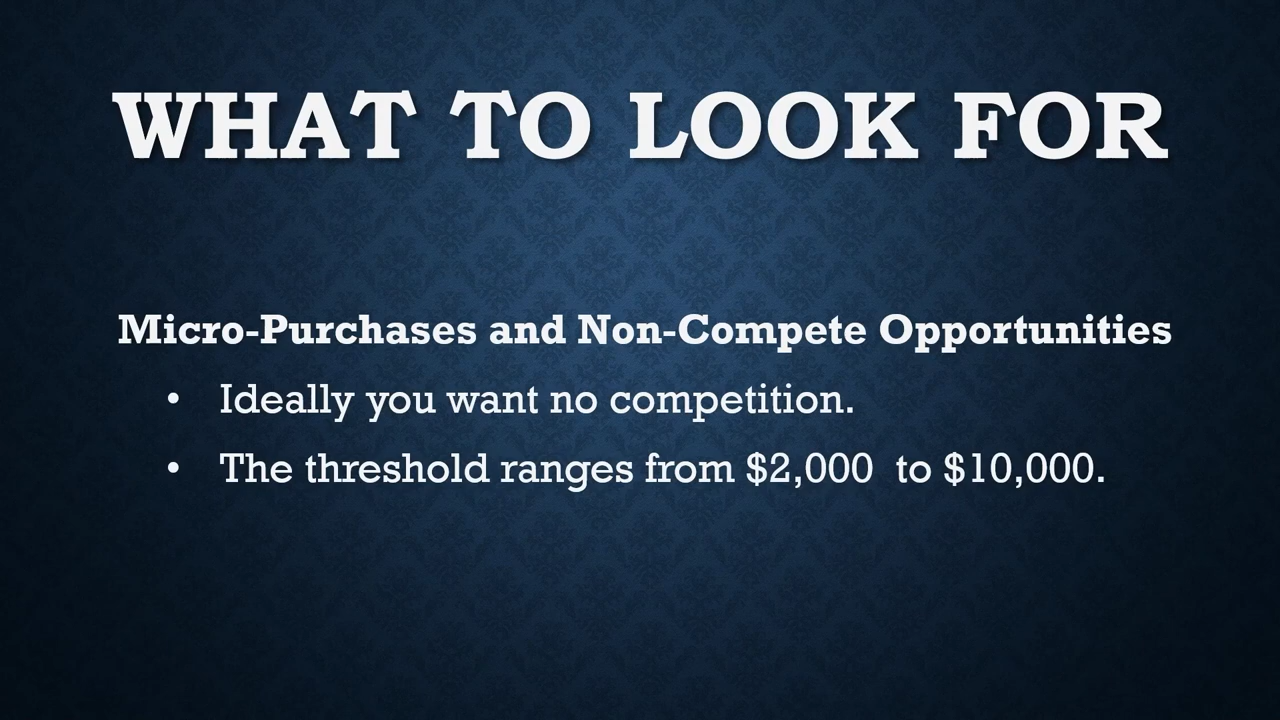 WHAT TO LOOK FOR
Micro-Purchases and Non-Compete Opportunities
• Ideally you want no competition.
• The threshold ranges from $2,000  to $10,000.